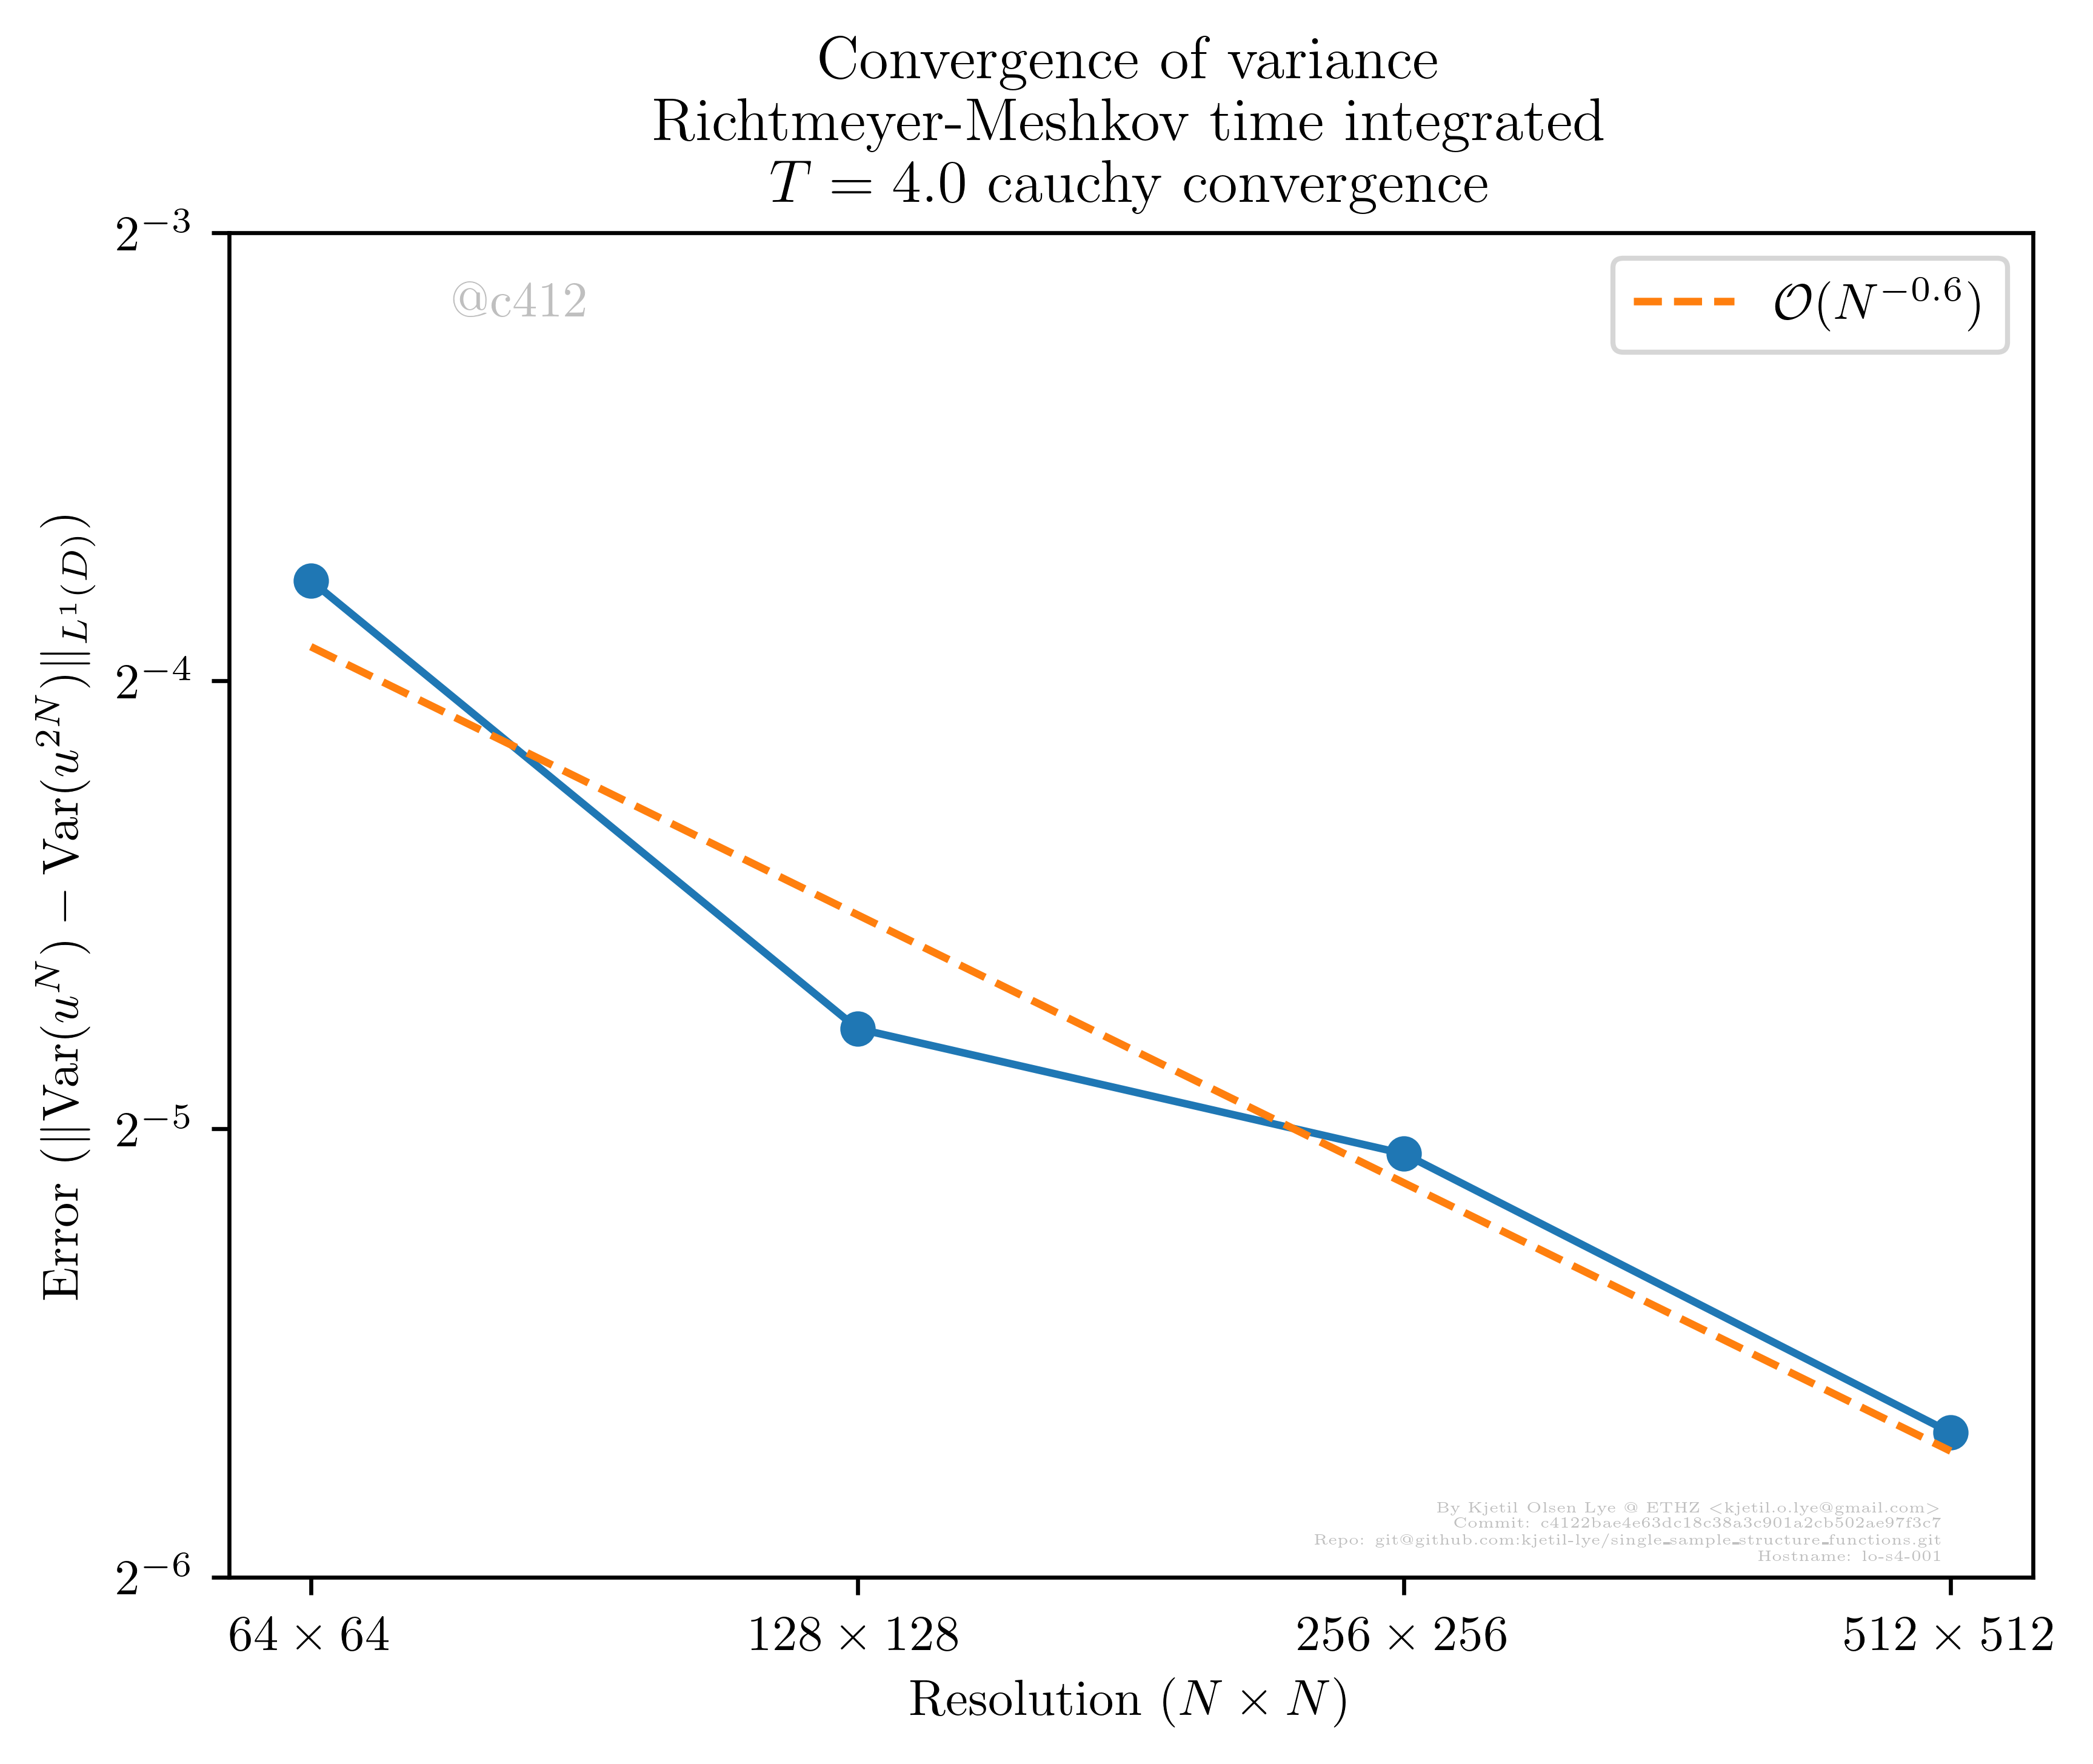 Convergence of variance
Richtmeyer-Meshkov time integrated
T = 4.0 cauchy convergence
2⁻³
@c412
O(N⁻⁰·⁶)
2⁻⁴
2⁻⁵
2⁻⁶
Error (||Var(u^N) − Var(u^{2N})||_{L¹(D)})
By Kjetil Olsen Lye @ ETHZ <kjetil.o.lye@gmail.com>
Commit: c4122bae4e63dc18c38a3c901a2cb502ae97f3c7
Repo: git@github.com:kjetil-lye/single_sample_structure_functions.git
Hostname: lo-s4-001
64 × 64 128 × 128 256 × 256 512 × 512
Resolution (N × N)